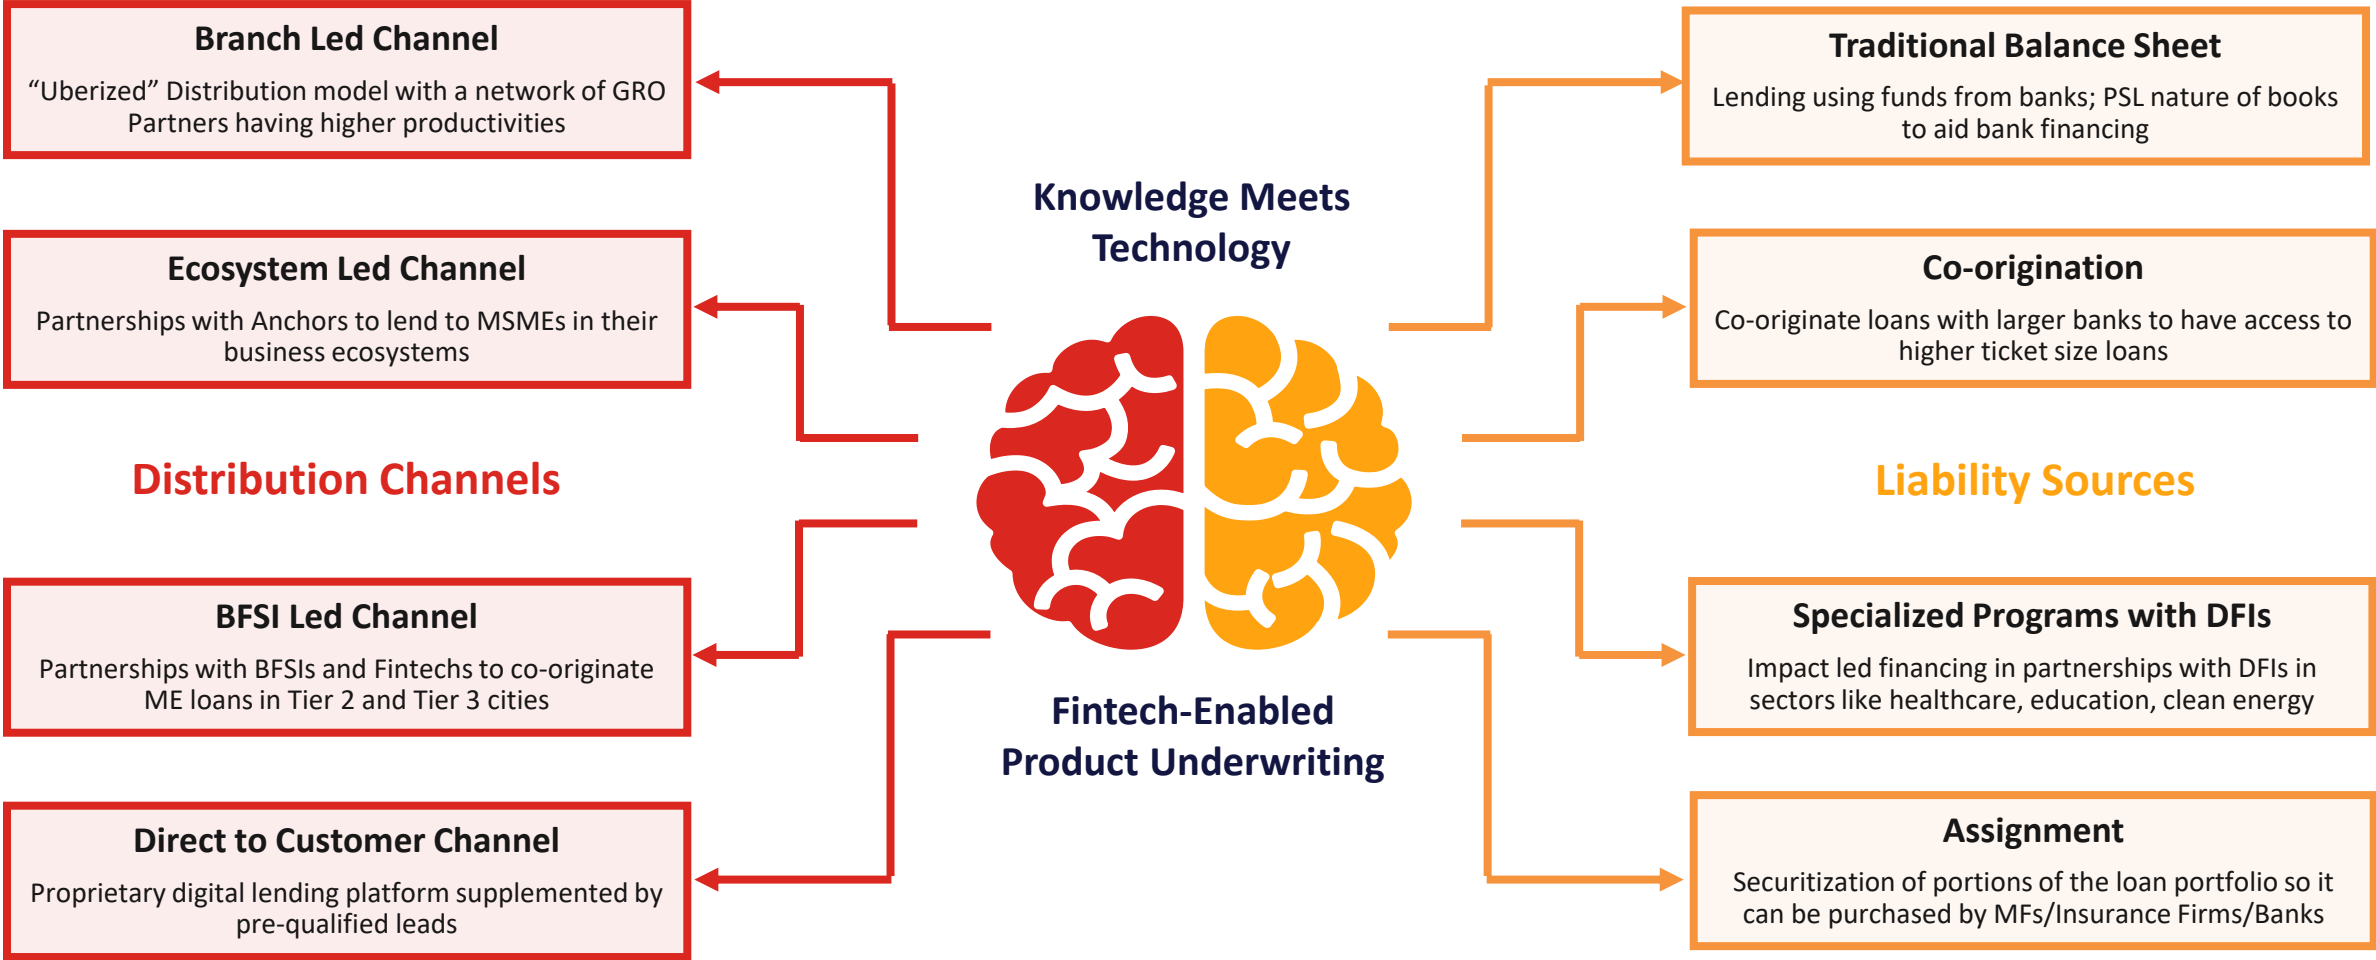 Branch Led Channel
“Uberized” Distribution model with a network of GRO
Partners having higher productivities
Ecosystem Led Channel
Partnerships with Anchors to lend to MSMEs in their
business ecosystems
Distribution Channels
BFSI Led Channel
Partnerships with BFSIs and Fintechs to co-originate
ME loans in Tier 2 and Tier 3 cities
Direct to Customer Channel
Proprietary digital lending platform supplemented by
pre-qualified leads
Knowledge Meets
Technology
Fintech-Enabled
Product Underwriting
Traditional Balance Sheet
Lending using funds from banks; PSL nature of books
to aid bank financing
Co-origination
Co-originate loans with larger banks to have access to
higher ticket size loans
Liability Sources
Specialized Programs with DFIs
Impact led financing in partnerships with DFIs in
sectors like healthcare, education, clean energy
Assignment
Securitization of portions of the loan portfolio so it
can be purchased by MFs/Insurance Firms/Banks